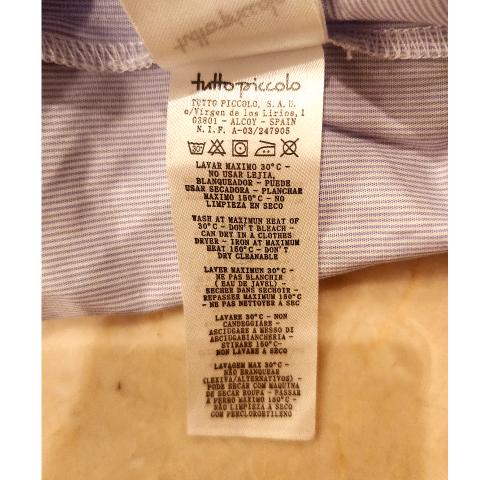 tuttopiccolo
tuttopiccolo
TUTTO PICCOLO, S.A.U.
c/Virgen de los Lirios, 1
03801 - ALCOY - SPAIN
N.I.F. A-03/247905
30°
LAVAR MAXIMO 30°C -
NO USAR LEJIA,
BLANQUEADOR - PUEDE
USAR SECADORA - PLANCHAR
MAXIMO 150°C - NO
LIMPIEZA EN SECO
WASH AT MAXIMUN HEAT OF
30°C - DON'T BLEACH -
CAN DRY IN A CLOTHES
DRYER - IRON AT MAXIMUM
HEAT 150°C - DON'T
DRY CLEANABLE
LAVER MAXIMUN 30°C -
NE PAS BLANCHIR
(EAU DE JAVEL) -
SECHER DANS SECHOIR -
REPASSER MAXIMUM 150°C
- NE PAS NETTOYER A SEC
LAVARE 30°C - NON
CANDEGGIARE -
ASCIUGARE A MESSO DI
ASCIUGABIANCHERIA -
STIRARE 150°C -
NON LAVARE A SECO
LAVAGEM MAX 30°C -
NÃO BRANQUEAR
(LEXIVA/ALTERNATIVOS) -
PODE SECAR COM MAQUINA
DE SECAR ROUPA - PASSAR
A FERRO MAXIMO 150°C -
NÃO LIMPIEZA A SECO
COM PERCLOROETILENO